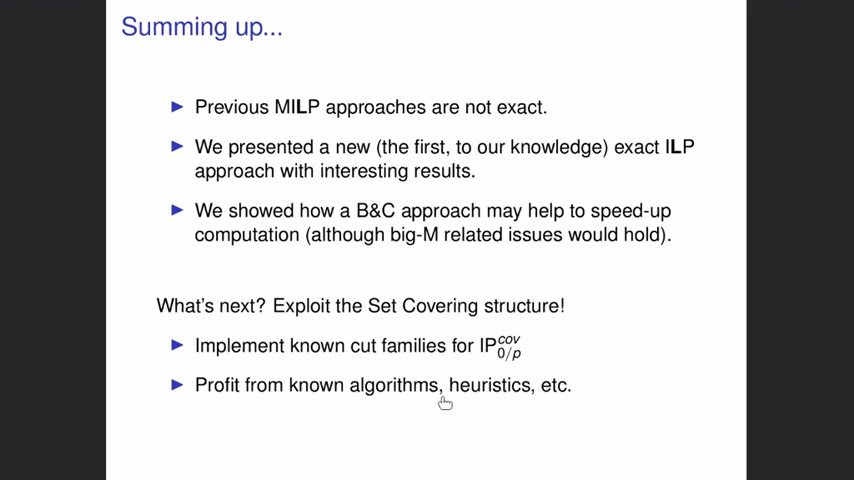 Summing up...
▶ Previous MILP approaches are not exact.
▶ We presented a new (the first, to our knowledge) exact ILP
approach with interesting results.
▶ We showed how a B&C approach may help to speed-up
computation (although big-M related issues would hold).
What's next? Exploit the Set Covering structure!
▶ Implement known cut families for IP^{cov}_{0/p}
▶ Profit from known algorithms, heuristics, etc.